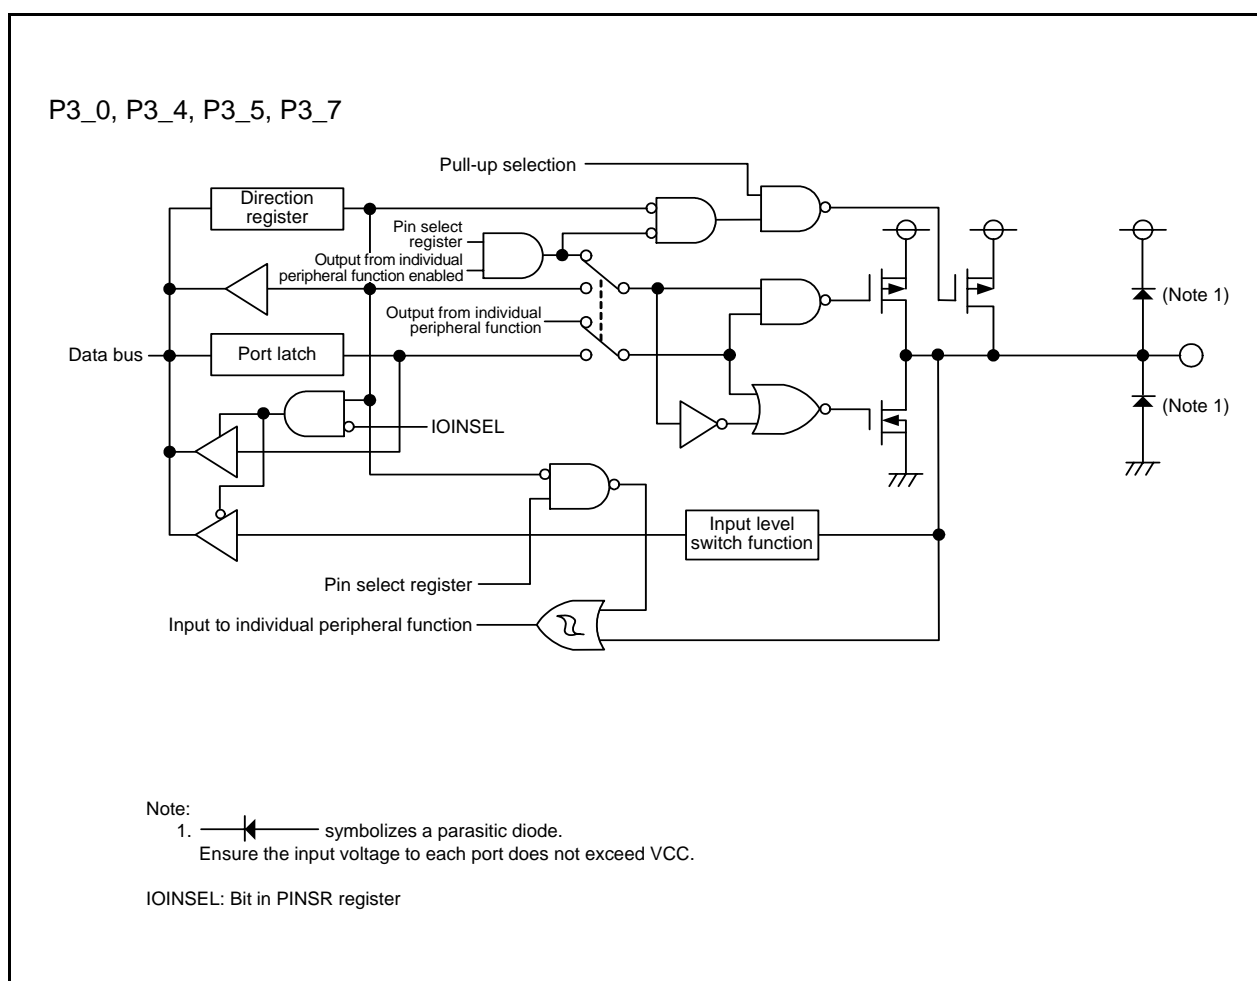 P3_0, P3_4, P3_5, P3_7
Pull-up selection
Direction
register
Pin select
register
Output from individual
peripheral function enabled
Output from individual
peripheral function
(Note 1)
Data bus
Port latch
(Note 1)
IOINSEL
Input level
switch function
Pin select register
Input to individual peripheral function
Note:
1. symbolizes a parasitic diode.
Ensure the input voltage to each port does not exceed VCC.
IOINSEL: Bit in PINSR register